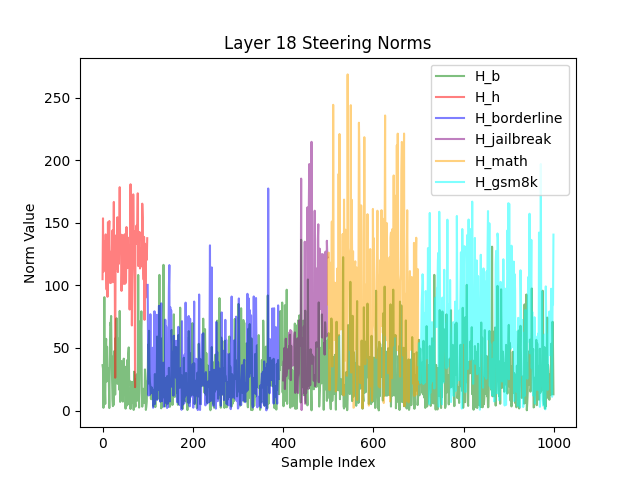 Layer 18 Steering Norms
H_b
H_h
H_borderline
H_jailbreak
H_math
H_gsm8k
Norm Value
250
200
150
100
50
0
0
200
400
600
800
1000
Sample Index